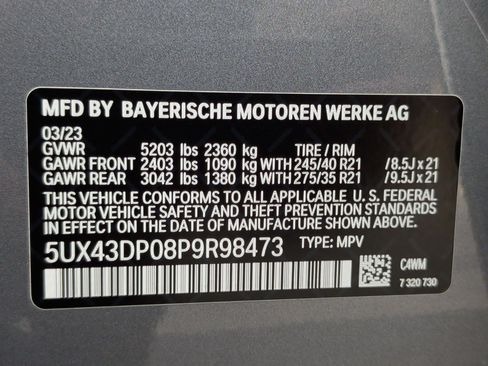 MFD BY BAYERISCHE MOTOREN WERKE AG
03/23
GVWR 5203 lbs 2360 kg TIRE / RIM
GAWR FRONT 2403 lbs 1090 kg WITH 245/40 R21 /8.5J x 21
GAWR REAR 3042 lbs 1380 kg WITH 275/35 R21 /9.5J x 21
THIS VEHICLE CONFORMS TO ALL APPLICABLE U. S. FEDERAL
MOTOR VEHICLE SAFETY AND THEFT PREVENTION STANDARDS
IN EFFECT ON THE DATE OF MANUFACTURE SHOWN ABOVE.
5UX43DP08P9R98473 TYPE: MPV
C4WM
7 320 730